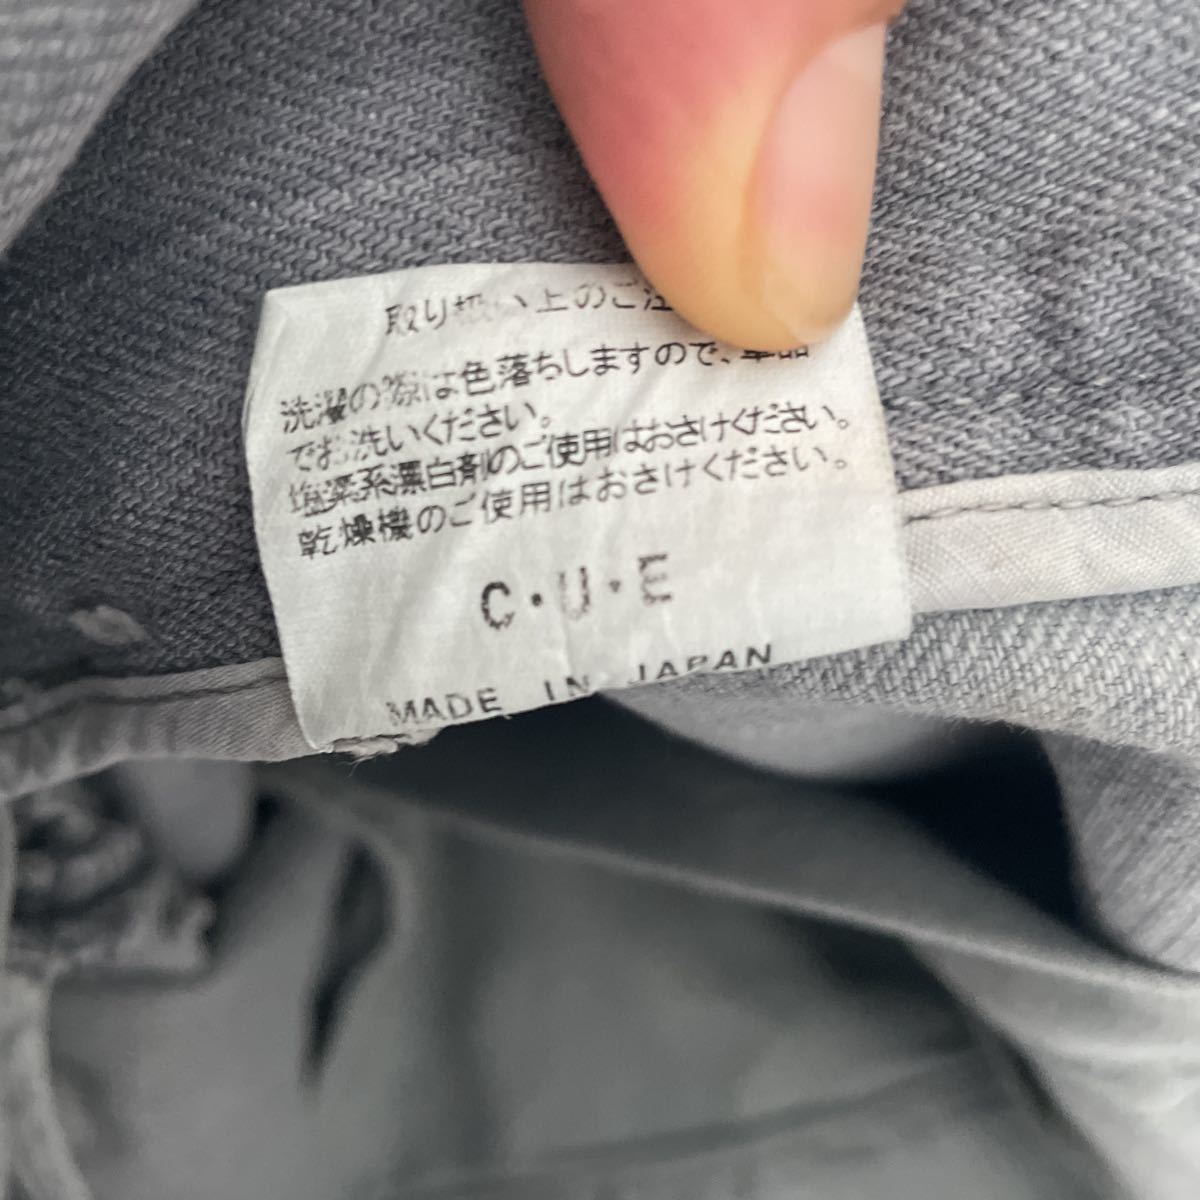 取り扱い上のご注
洗濯の際は色落ちしますので、単品
でお洗いください。
塩素系漂白剤のご使用はおさけください。
乾燥機のご使用はおさけください。
C・U・E
MADE IN JAPAN